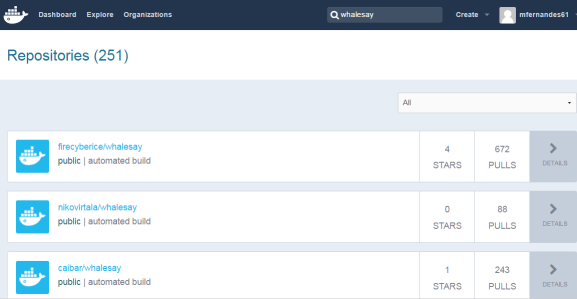 Dashboard Explore Organizations whalesay Create mfernandes61
Repositories (251)
All
firecyberice/whalesay
public | automated build
4
STARS
672
PULLS
DETAILS
nikovirtala/whalesay
public | automated build
0
STARS
88
PULLS
DETAILS
caibar/whalesay
public | automated build
1
STARS
243
PULLS
DETAILS